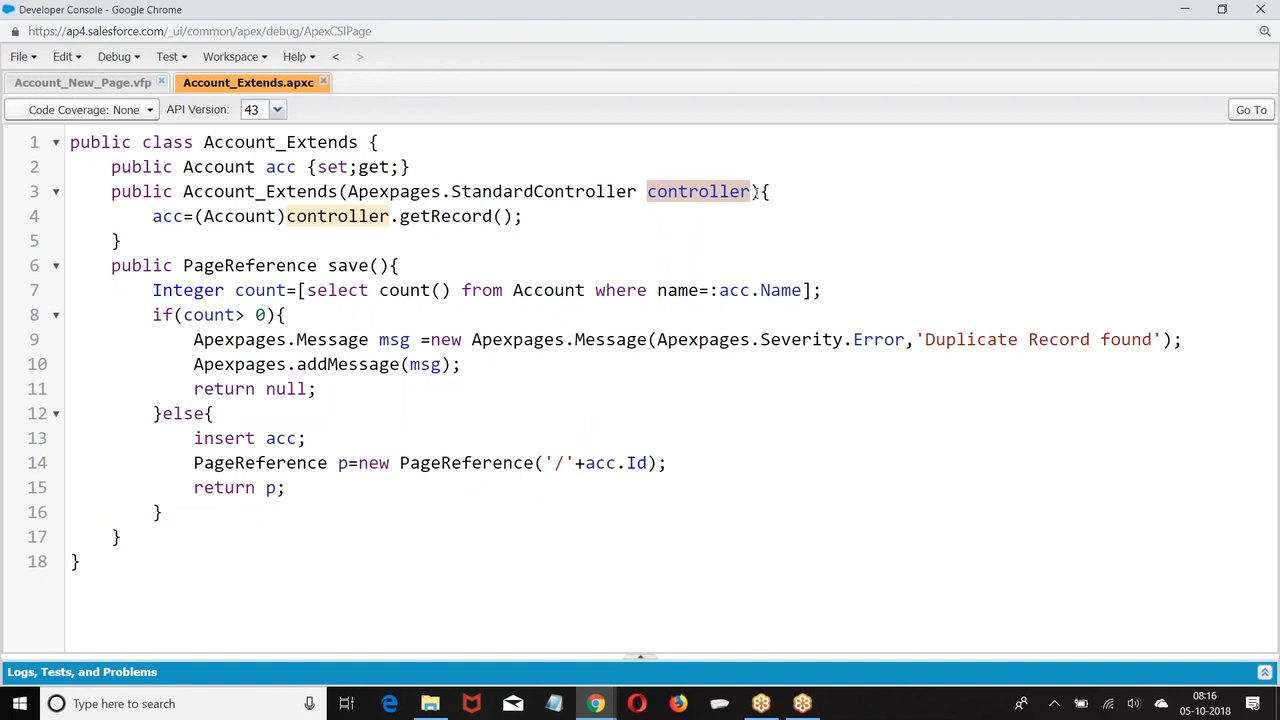 Developer Console - Google Chrome
https://ap4.salesforce.com/_ui/common/apex/debug/ApexCSIPage
File Edit Debug Test Workspace Help < >
Account_New_Page.vfp Account_Extends.apxc
Code Coverage: None API Version: 43 Go To
1 public class Account_Extends {
2 public Account acc {set;get;}
3 public Account_Extends(Apexpages.StandardController controller){
4 acc=(Account)controller.getRecord();
5 }
6 public PageReference save(){
7 Integer count=[select count() from Account where name=:acc.Name];
8 if(count> 0){
9 Apexpages.Message msg =new Apexpages.Message(Apexpages.Severity.Error,'Duplicate Record found');
10 Apexpages.addMessage(msg);
11 return null;
12 }else{
13 insert acc;
14 PageReference p=new PageReference('/'+acc.Id);
15 return p;
16 }
17 }
18 }
Logs, Tests, and Problems
Type here to search
08:16
05-10-2018